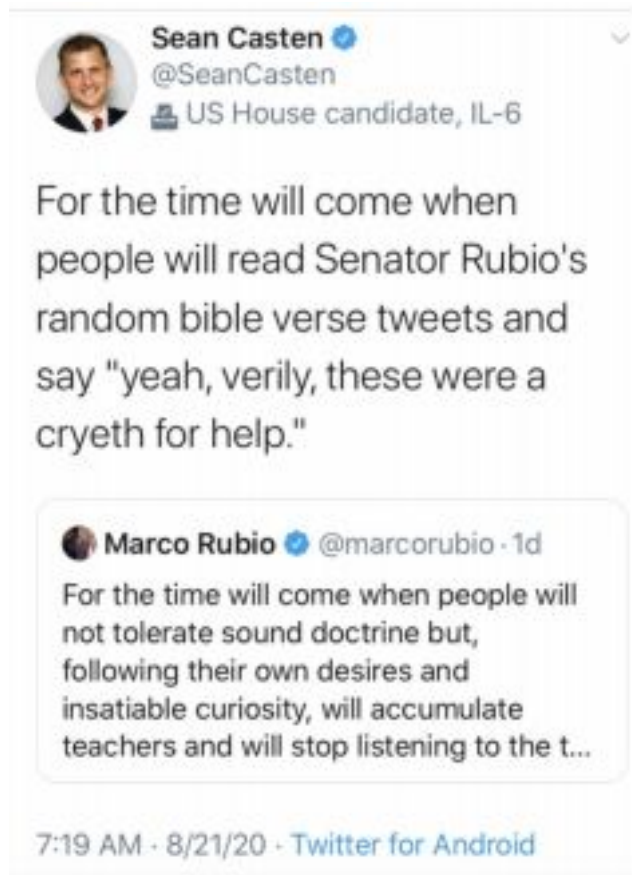 Sean Casten
@SeanCasten
US House candidate, IL-6
For the time will come when
people will read Senator Rubio's
random bible verse tweets and
say "yeah, verily, these were a
cryeth for help."
Marco Rubio @marcorubio · 1d
For the time will come when people will
not tolerate sound doctrine but,
following their own desires and
insatiable curiosity, will accumulate
teachers and will stop listening to the t...
7:19 AM · 8/21/20 · Twitter for Android